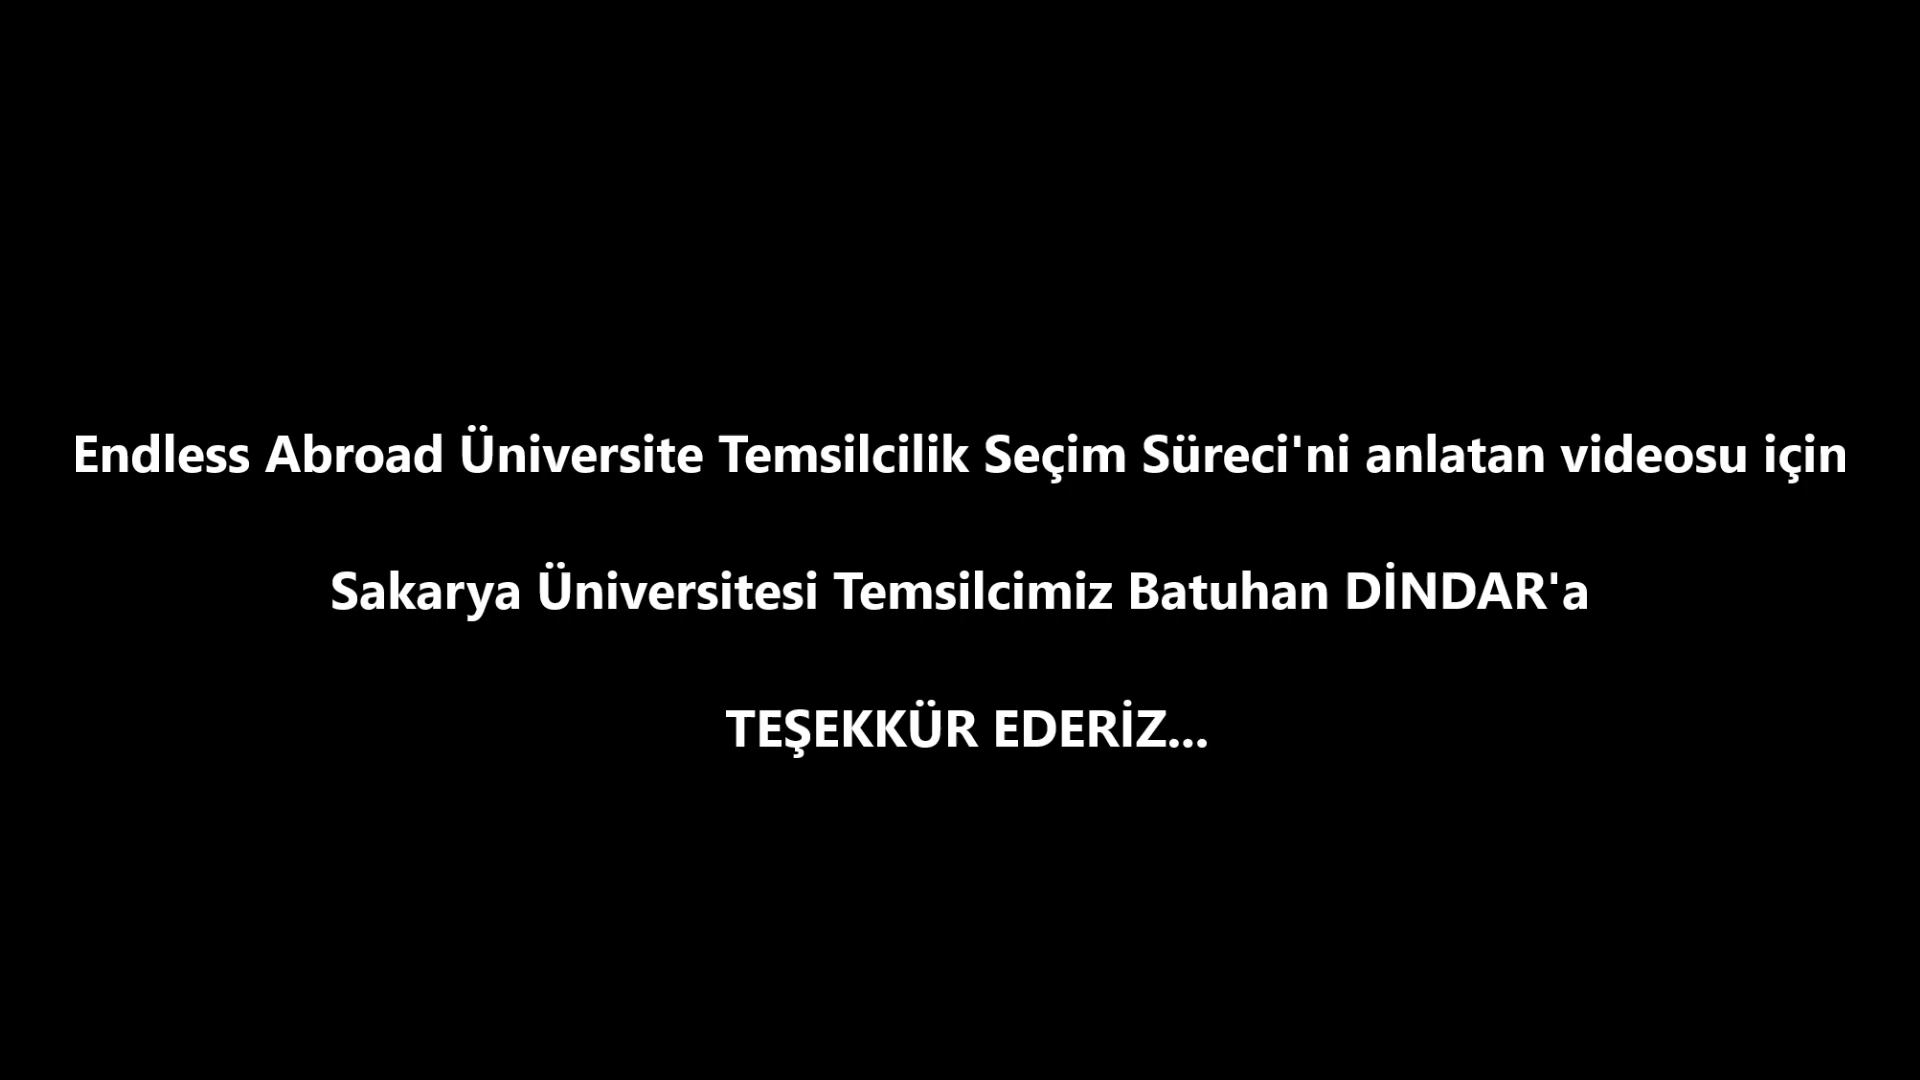 Endless Abroad Üniversite Temsilcilik Seçim Süreci'ni anlatan videosu için
Sakarya Üniversitesi Temsilcimiz Batuhan DİNDAR'a
TEŞEKKÜR EDERİZ...